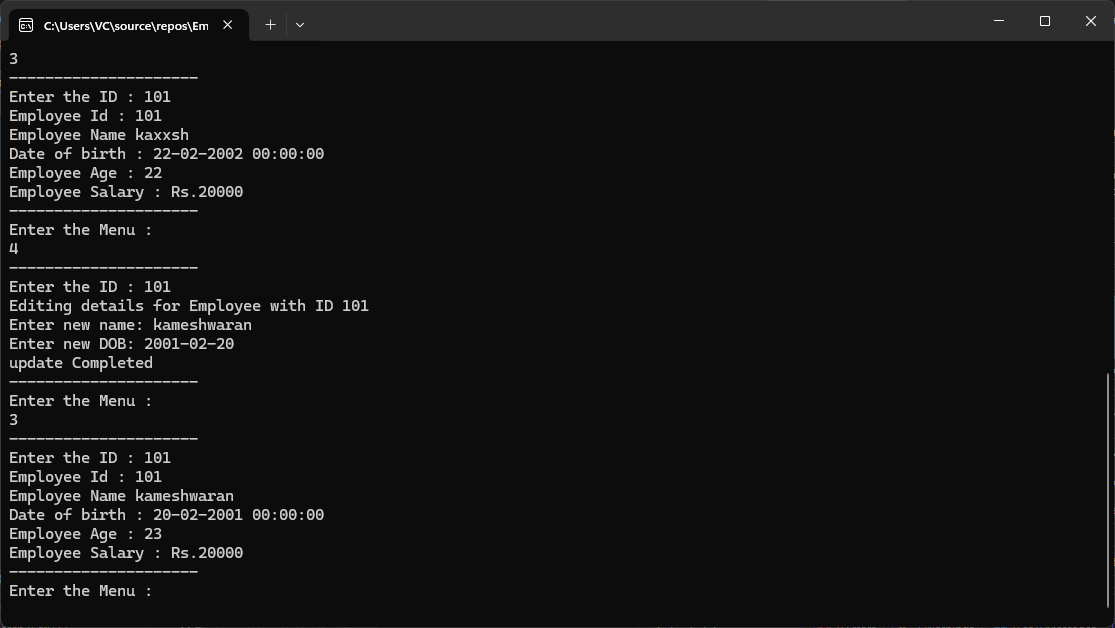 C:\Users\VC\source\repos\Em
3
---------------------
Enter the ID : 101
Employee Id : 101
Employee Name kaxxsh
Date of birth : 22-02-2002 00:00:00
Employee Age : 22
Employee Salary : Rs.20000
---------------------
Enter the Menu :
4
---------------------
Enter the ID : 101
Editing details for Employee with ID 101
Enter new name: kameshwaran
Enter new DOB: 2001-02-20
update Completed
---------------------
Enter the Menu :
3
---------------------
Enter the ID : 101
Employee Id : 101
Employee Name kameshwaran
Date of birth : 20-02-2001 00:00:00
Employee Age : 23
Employee Salary : Rs.20000
---------------------
Enter the Menu :